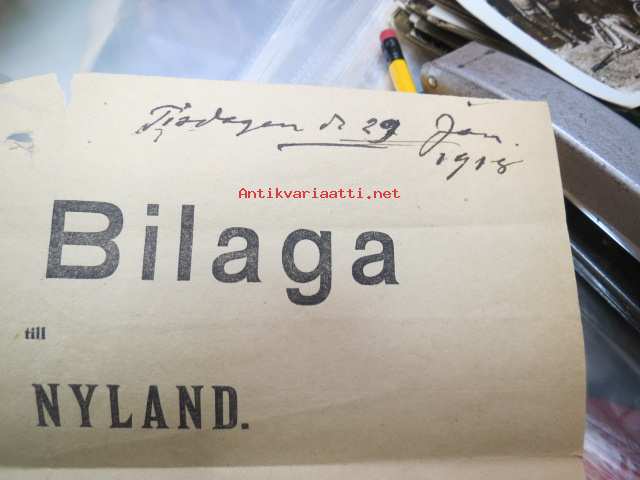 Tisdagen d. 29 Jan.
1918
Antikvariaatti.net
Bilaga
till
NYLAND.